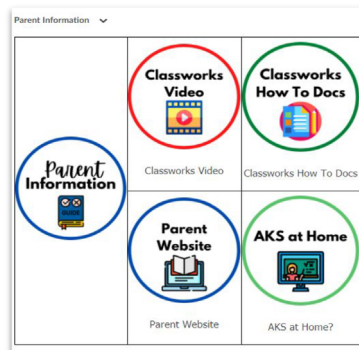 Parent Information
Parent
Information
GUIDE
Classworks
Video
Classworks Video
Classworks
How To Docs
Classworks How To Docs
Parent
Website
Parent Website
AKS at Home
AKS at Home?